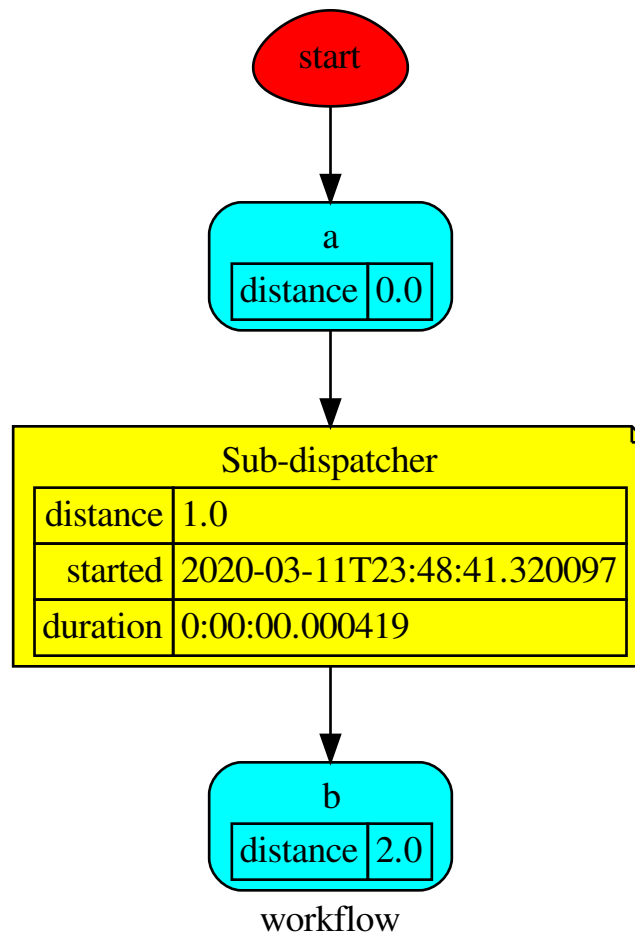 start
a
distance 0.0
Sub-dispatcher
distance 1.0
started 2020-03-11T23:48:41.320097
duration 0:00:00.000419
b
distance 2.0
workflow